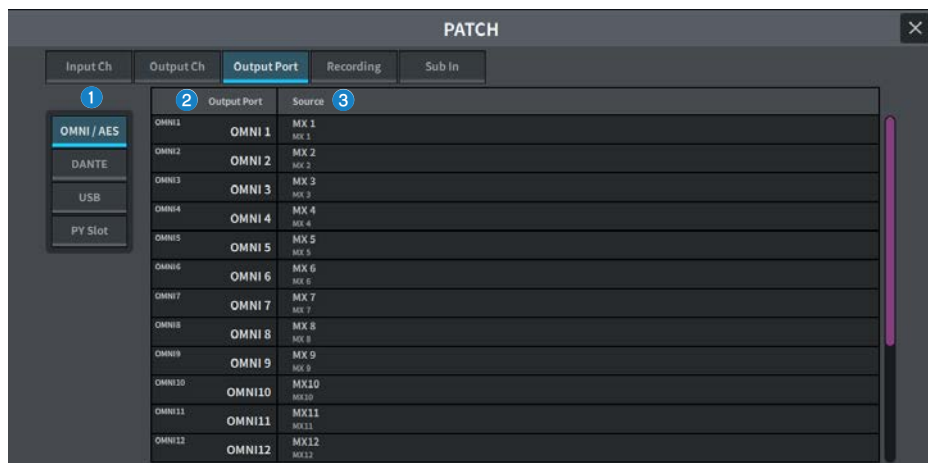 PATCH
Input Ch
Output Ch
Output Port
Recording
Sub In
1
2 Output Port
Source 3
OMNI / AES
DANTE
USB
PY Slot
OMNI1
OMNI 1
MX 1
MX 1
OMNI2
OMNI 2
MX 2
MX 2
OMNI3
OMNI 3
MX 3
MX 3
OMNI4
OMNI 4
MX 4
MX 4
OMNI5
OMNI 5
MX 5
MX 5
OMNI6
OMNI 6
MX 6
MX 6
OMNI7
OMNI 7
MX 7
MX 7
OMNI8
OMNI 8
MX 8
MX 8
OMNI9
OMNI 9
MX 9
MX 9
OMNI10
OMNI10
MX10
MX10
OMNI11
OMNI11
MX11
MX11
OMNI12
OMNI12
MX12
MX12